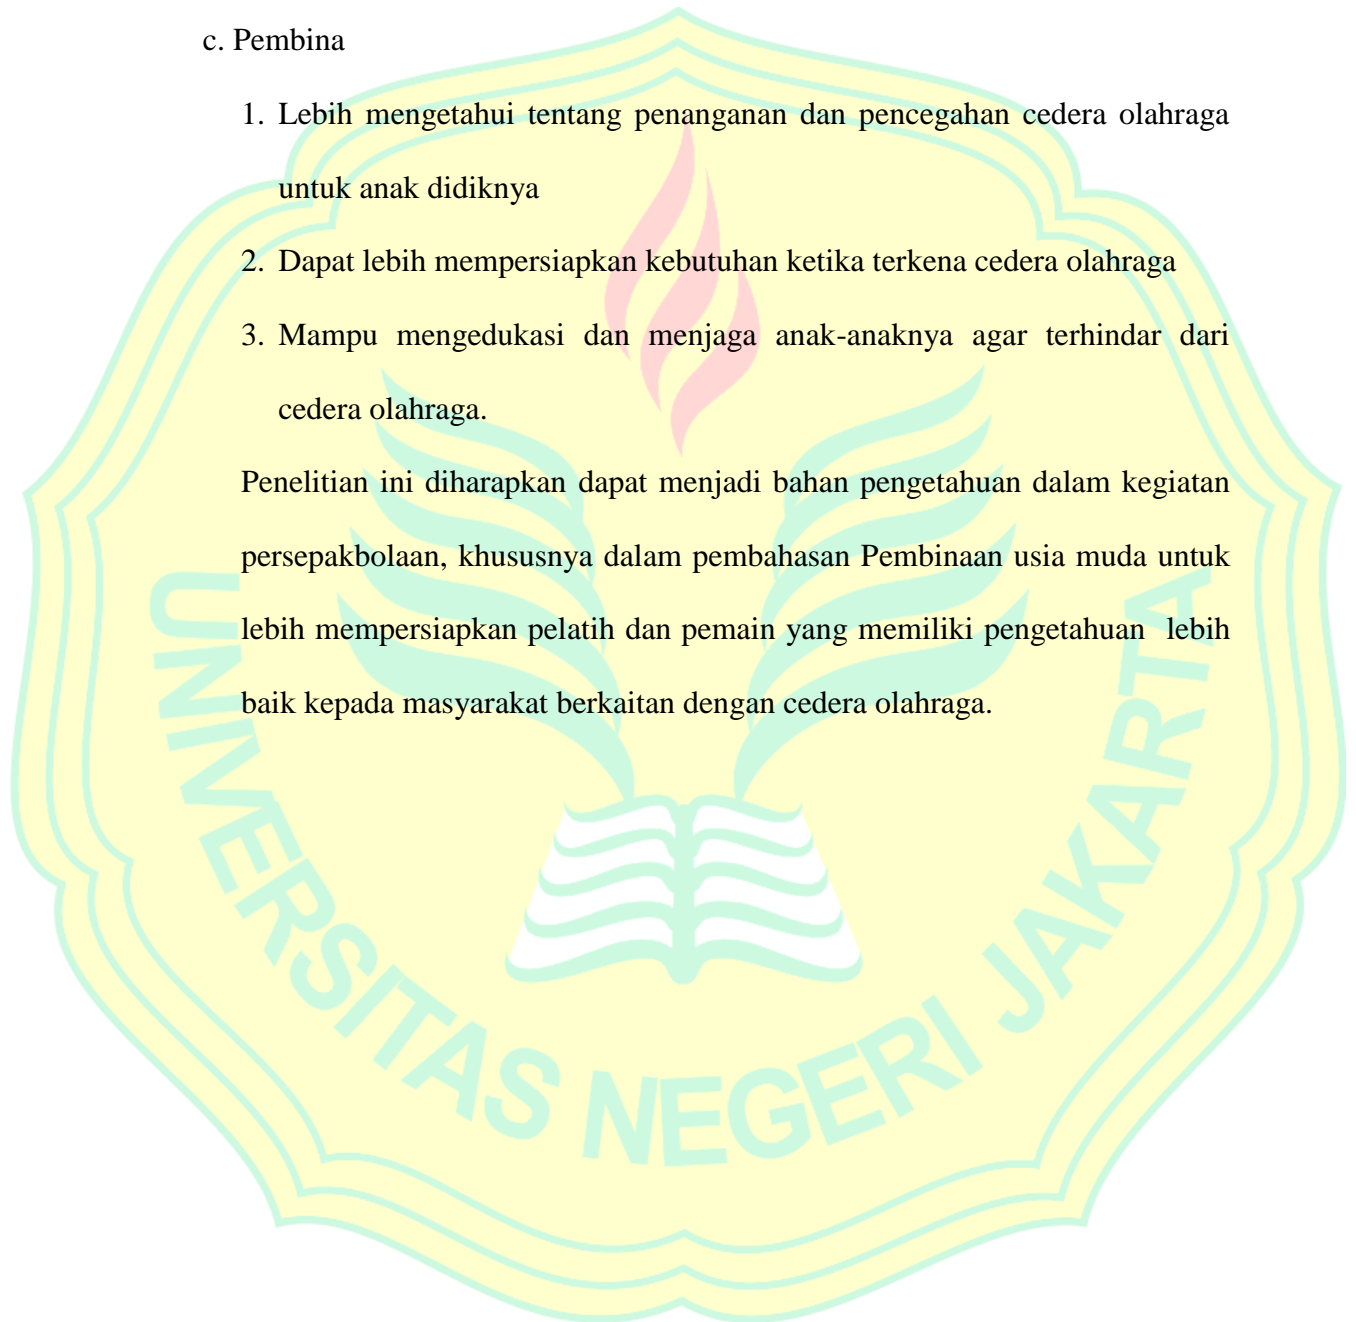 c. Pembina
1. Lebih mengetahui tentang penanganan dan pencegahan cedera olahraga
untuk anak didiknya
2. Dapat lebih mempersiapkan kebutuhan ketika terkena cedera olahraga
3. Mampu mengedukasi dan menjaga anak-anaknya agar terhindar dari
cedera olahraga.
Penelitian ini diharapkan dapat menjadi bahan pengetahuan dalam kegiatan
persepakbolaan, khususnya dalam pembahasan Pembinaan usia muda untuk
lebih mempersiapkan pelatih dan pemain yang memiliki pengetahuan lebih
baik kepada masyarakat berkaitan dengan cedera olahraga.
UNIVERSITAS NEGERI JAKARTA